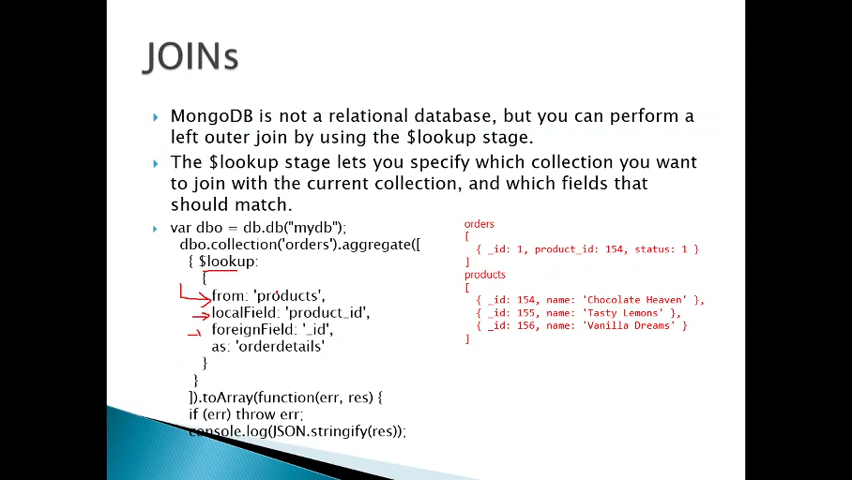 JOINs
MongoDB is not a relational database, but you can perform a
left outer join by using the $lookup stage.
The $lookup stage lets you specify which collection you want
to join with the current collection, and which fields that
should match.
var dbo = db.db("mydb");
dbo.collection('orders').aggregate([
{ $lookup:
{
from: 'products',
localField: 'product_id',
foreignField: '_id',
as: 'orderdetails'
}
}
]).toArray(function(err, res) {
if (err) throw err;
console.log(JSON.stringify(res));
orders
[
{ _id: 1, product_id: 154, status: 1 }
]
products
[
{ _id: 154, name: 'Chocolate Heaven' },
{ _id: 155, name: 'Tasty Lemons' },
{ _id: 156, name: 'Vanilla Dreams' }
]